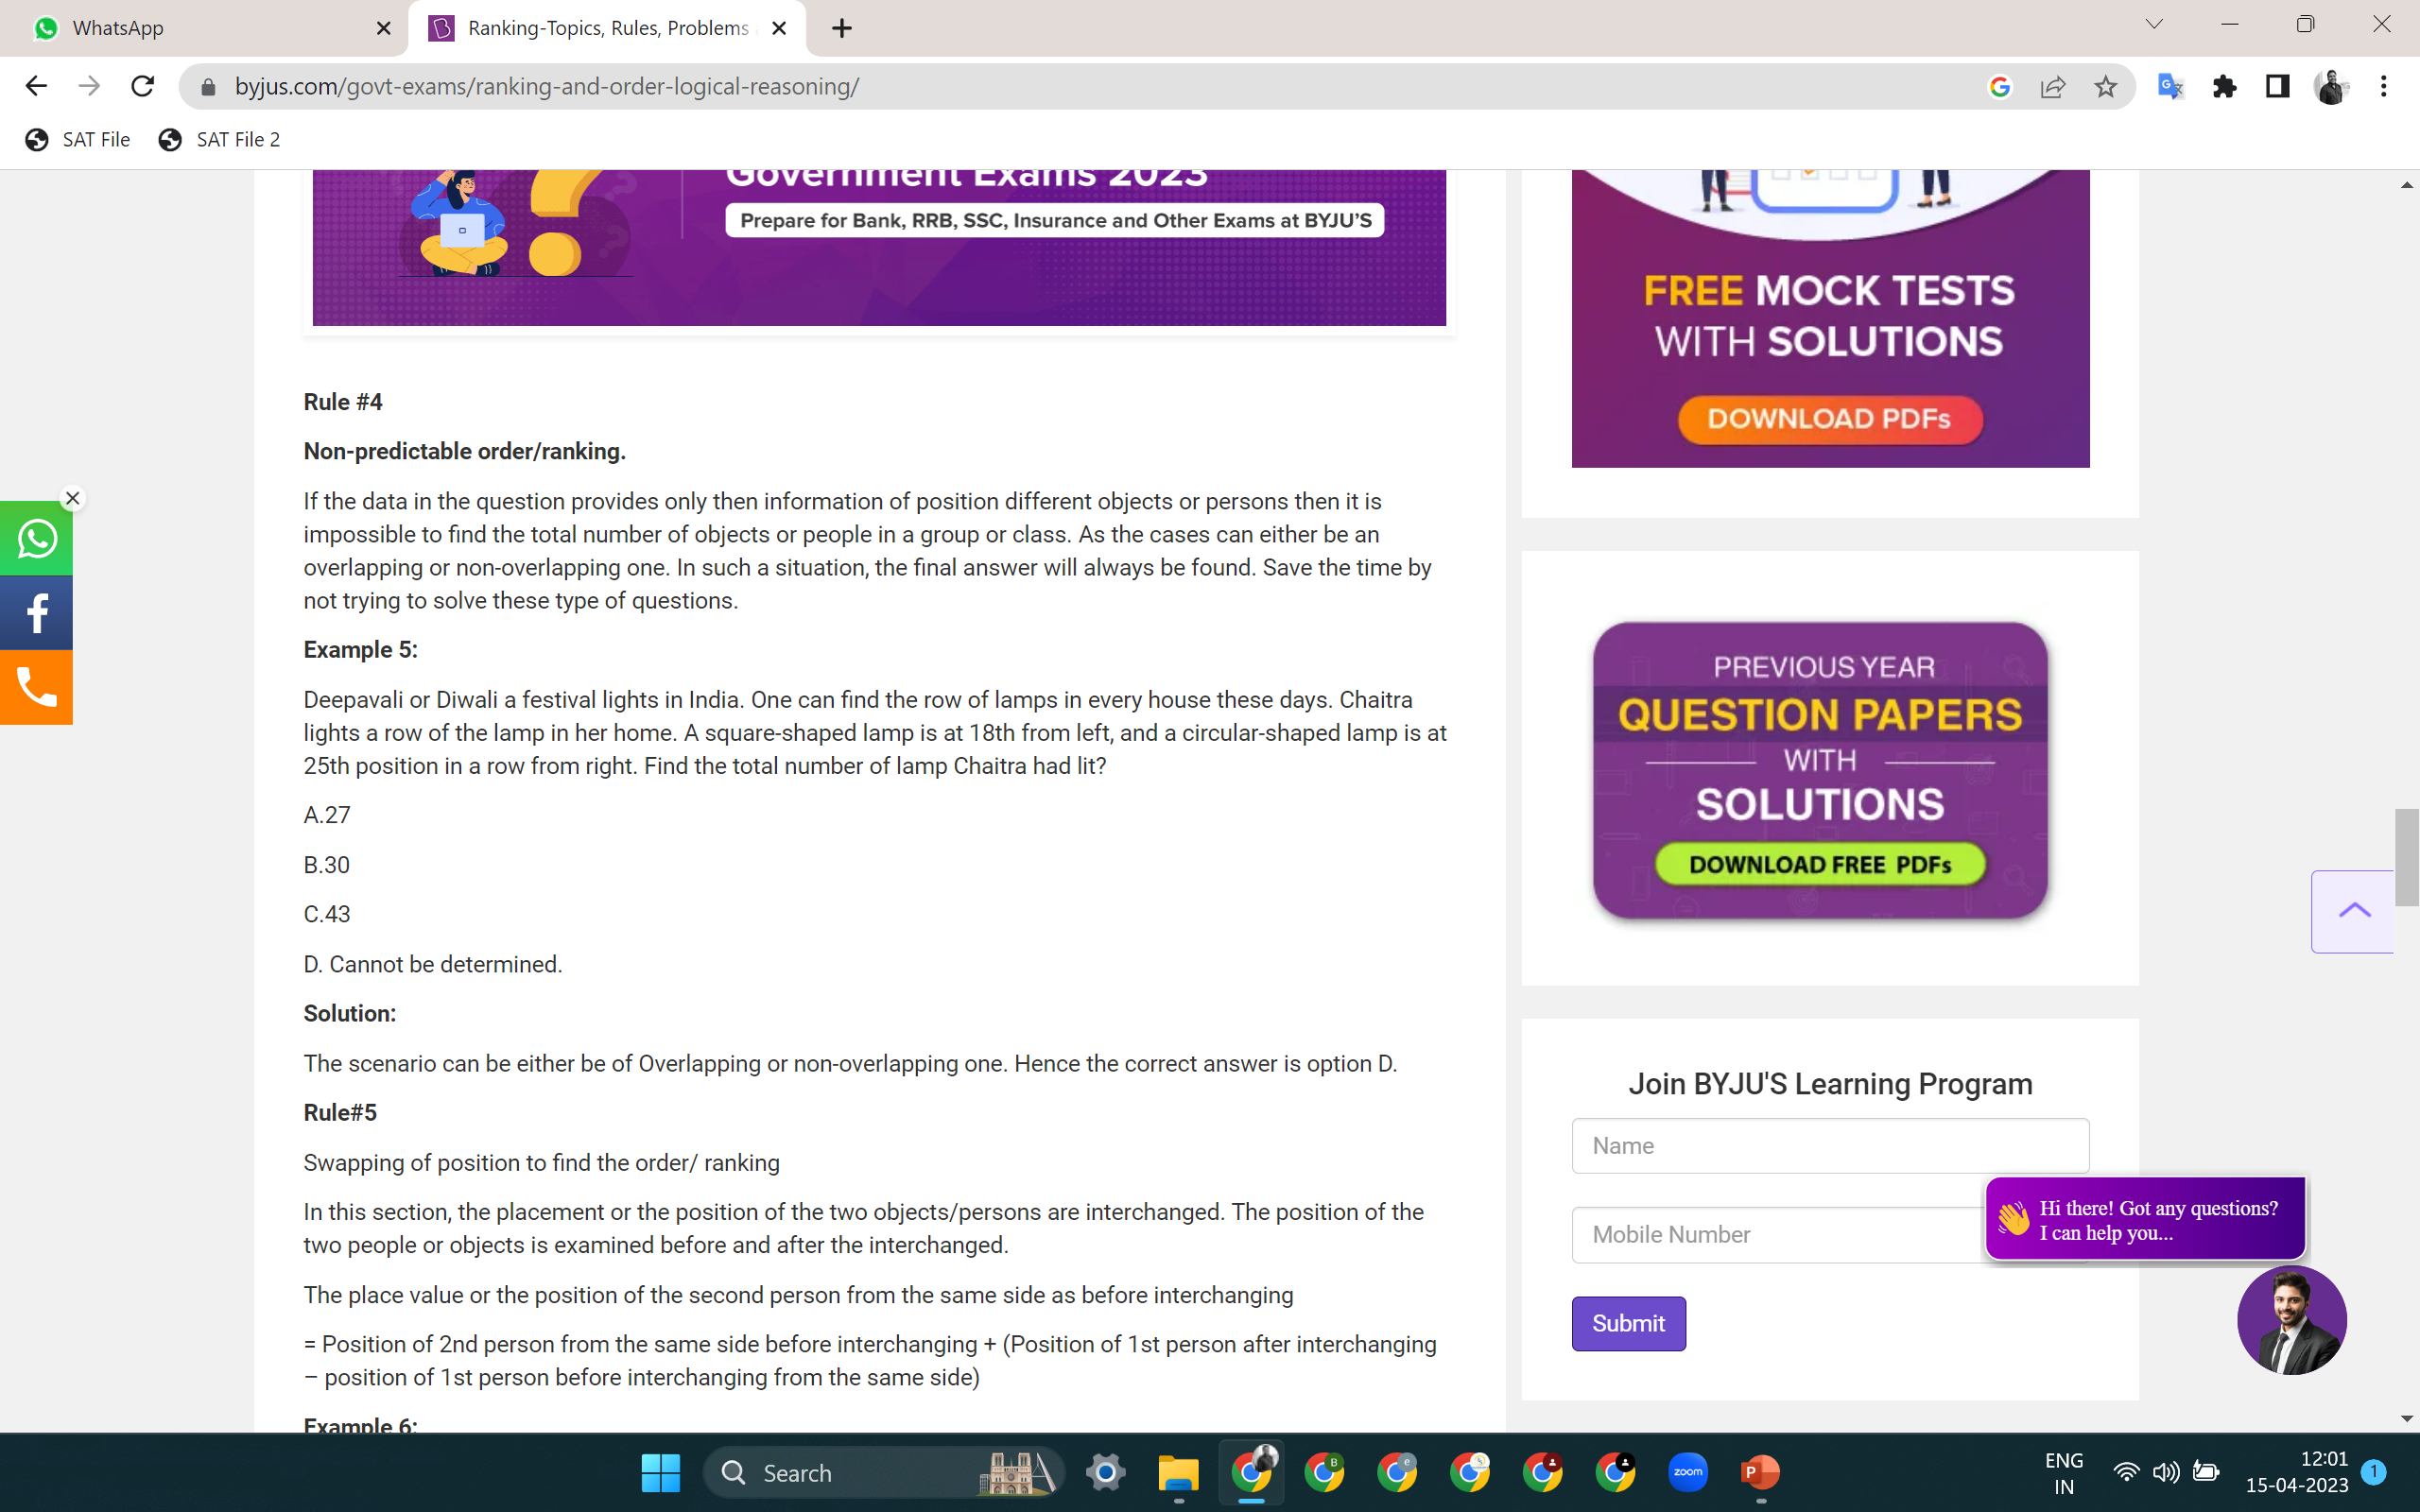 WhatsApp
Ranking-Topics, Rules, Problems
byjus.com/govt-exams/ranking-and-order-logical-reasoning/
SAT File
SAT File 2
Government Exams 2023
Prepare for Bank, RRB, SSC, Insurance and Other Exams at BYJU'S
Rule #4
Non-predictable order/ranking.
If the data in the question provides only then information of position different objects or persons then it is
impossible to find the total number of objects or people in a group or class. As the cases can either be an
overlapping or non-overlapping one. In such a situation, the final answer will always be found. Save the time by
not trying to solve these type of questions.
Example 5:
Deepavali or Diwali a festival lights in India. One can find the row of lamps in every house these days. Chaitra
lights a row of the lamp in her home. A square-shaped lamp is at 18th from left, and a circular-shaped lamp is at
25th position in a row from right. Find the total number of lamp Chaitra had lit?
A.27
B.30
C.43
D. Cannot be determined.
Solution:
The scenario can be either be of Overlapping or non-overlapping one. Hence the correct answer is option D.
Rule#5
Swapping of position to find the order/ ranking
In this section, the placement or the position of the two objects/persons are interchanged. The position of the
two people or objects is examined before and after the interchanged.
The place value or the position of the second person from the same side as before interchanging
= Position of 2nd person from the same side before interchanging + (Position of 1st person after interchanging
– position of 1st person before interchanging from the same side)
Example 6:
FREE MOCK TESTS
WITH SOLUTIONS
DOWNLOAD PDFs
PREVIOUS YEAR
QUESTION PAPERS
WITH
SOLUTIONS
DOWNLOAD FREE PDFs
Join BYJU'S Learning Program
Name
Mobile Number
Submit
Hi there! Got any questions?
I can help you...
Search
zoom
ENG
IN
12:01
15-04-2023
1